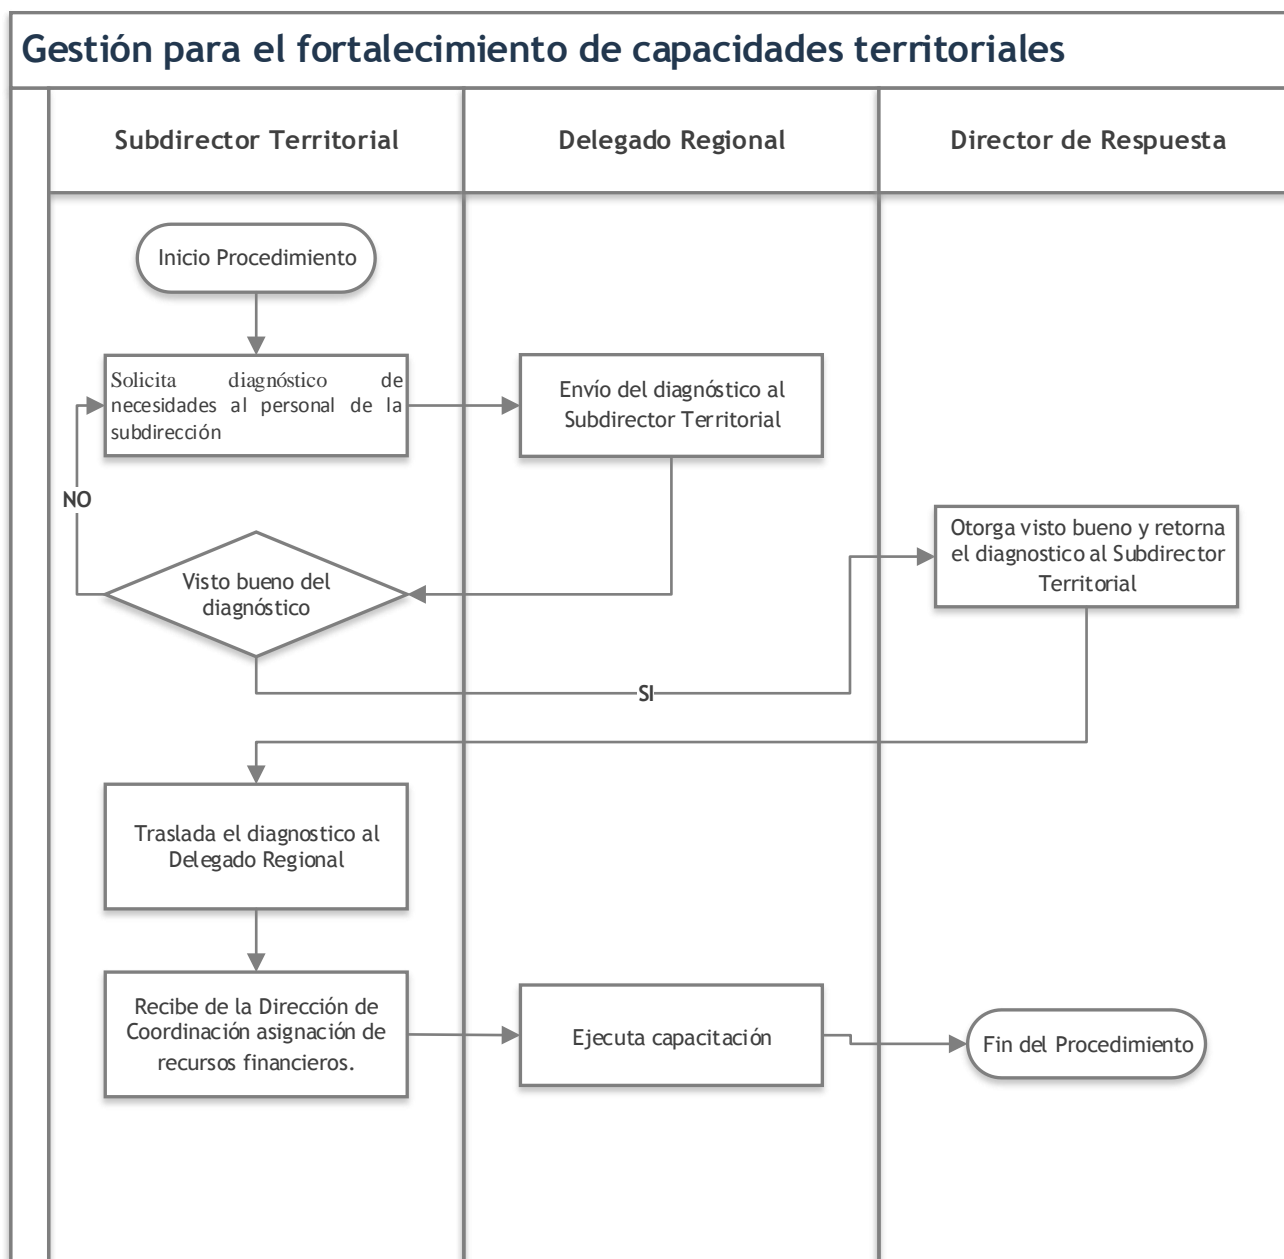 Gestión para el fortalecimiento de capacidades territoriales
Subdirector Territorial
Delegado Regional
Director de Respuesta
Inicio Procedimiento
Solicita diagnóstico de
necesidades al personal de la
subdirección
Envío del diagnóstico al
Subdirector Territorial
NO
Visto bueno del
diagnóstico
Otorga visto bueno y retorna
el diagnostico al Subdirector
Territorial
SI
Traslada el diagnostico al
Delegado Regional
Recibe de la Dirección de
Coordinación asignación de
recursos financieros.
Ejecuta capacitación
Fin del Procedimiento